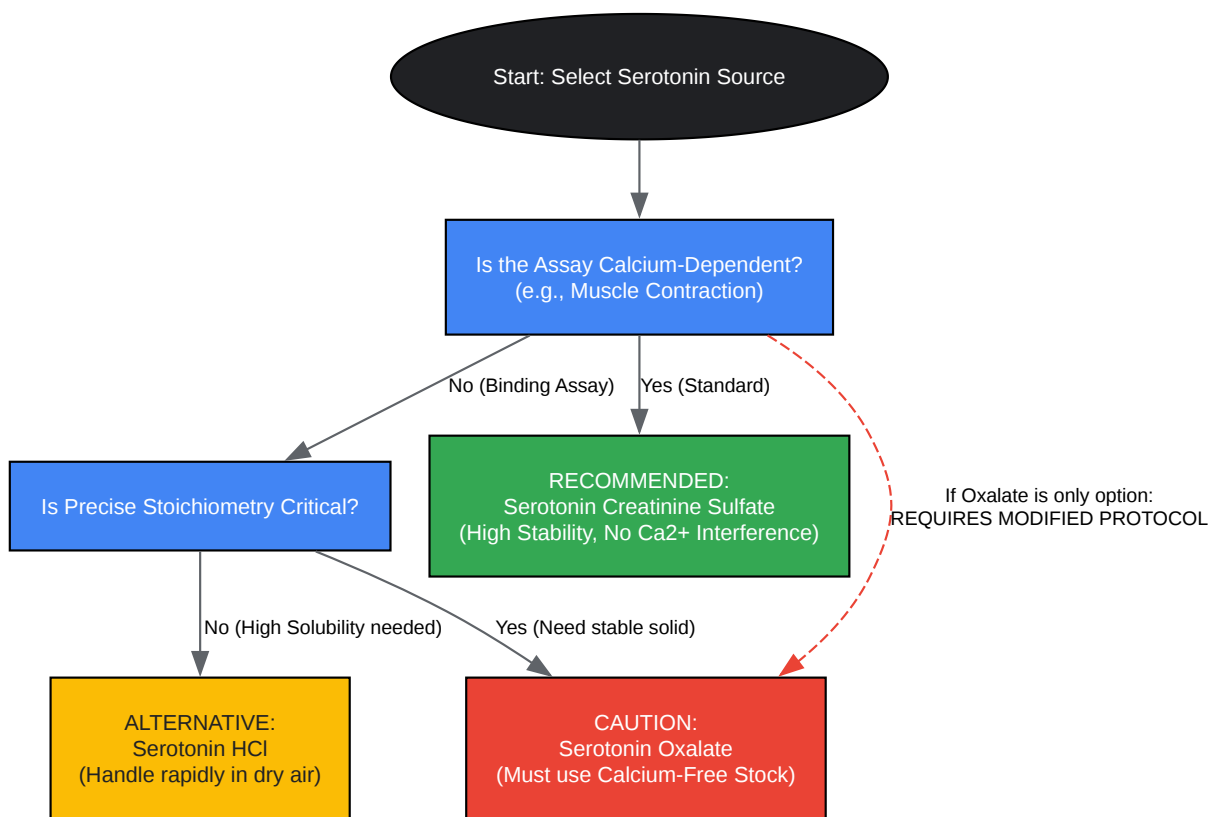 Start: Select Serotonin Source
Is the Assay Calcium-Dependent?
(e.g., Muscle Contraction)
No (Binding Assay)
Yes (Standard)
If Oxalate is only option:
REQUIRES MODIFIED PROTOCOL
Is Precise Stoichiometry Critical?
RECOMMENDED:
Serotonin Creatinine Sulfate
(High Stability, No Ca2+ Interference)
No (High Solubility needed)
Yes (Need stable solid)
ALTERNATIVE:
Serotonin HCl
(Handle rapidly in dry air)
CAUTION:
Serotonin Oxalate
(Must use Calcium-Free Stock)